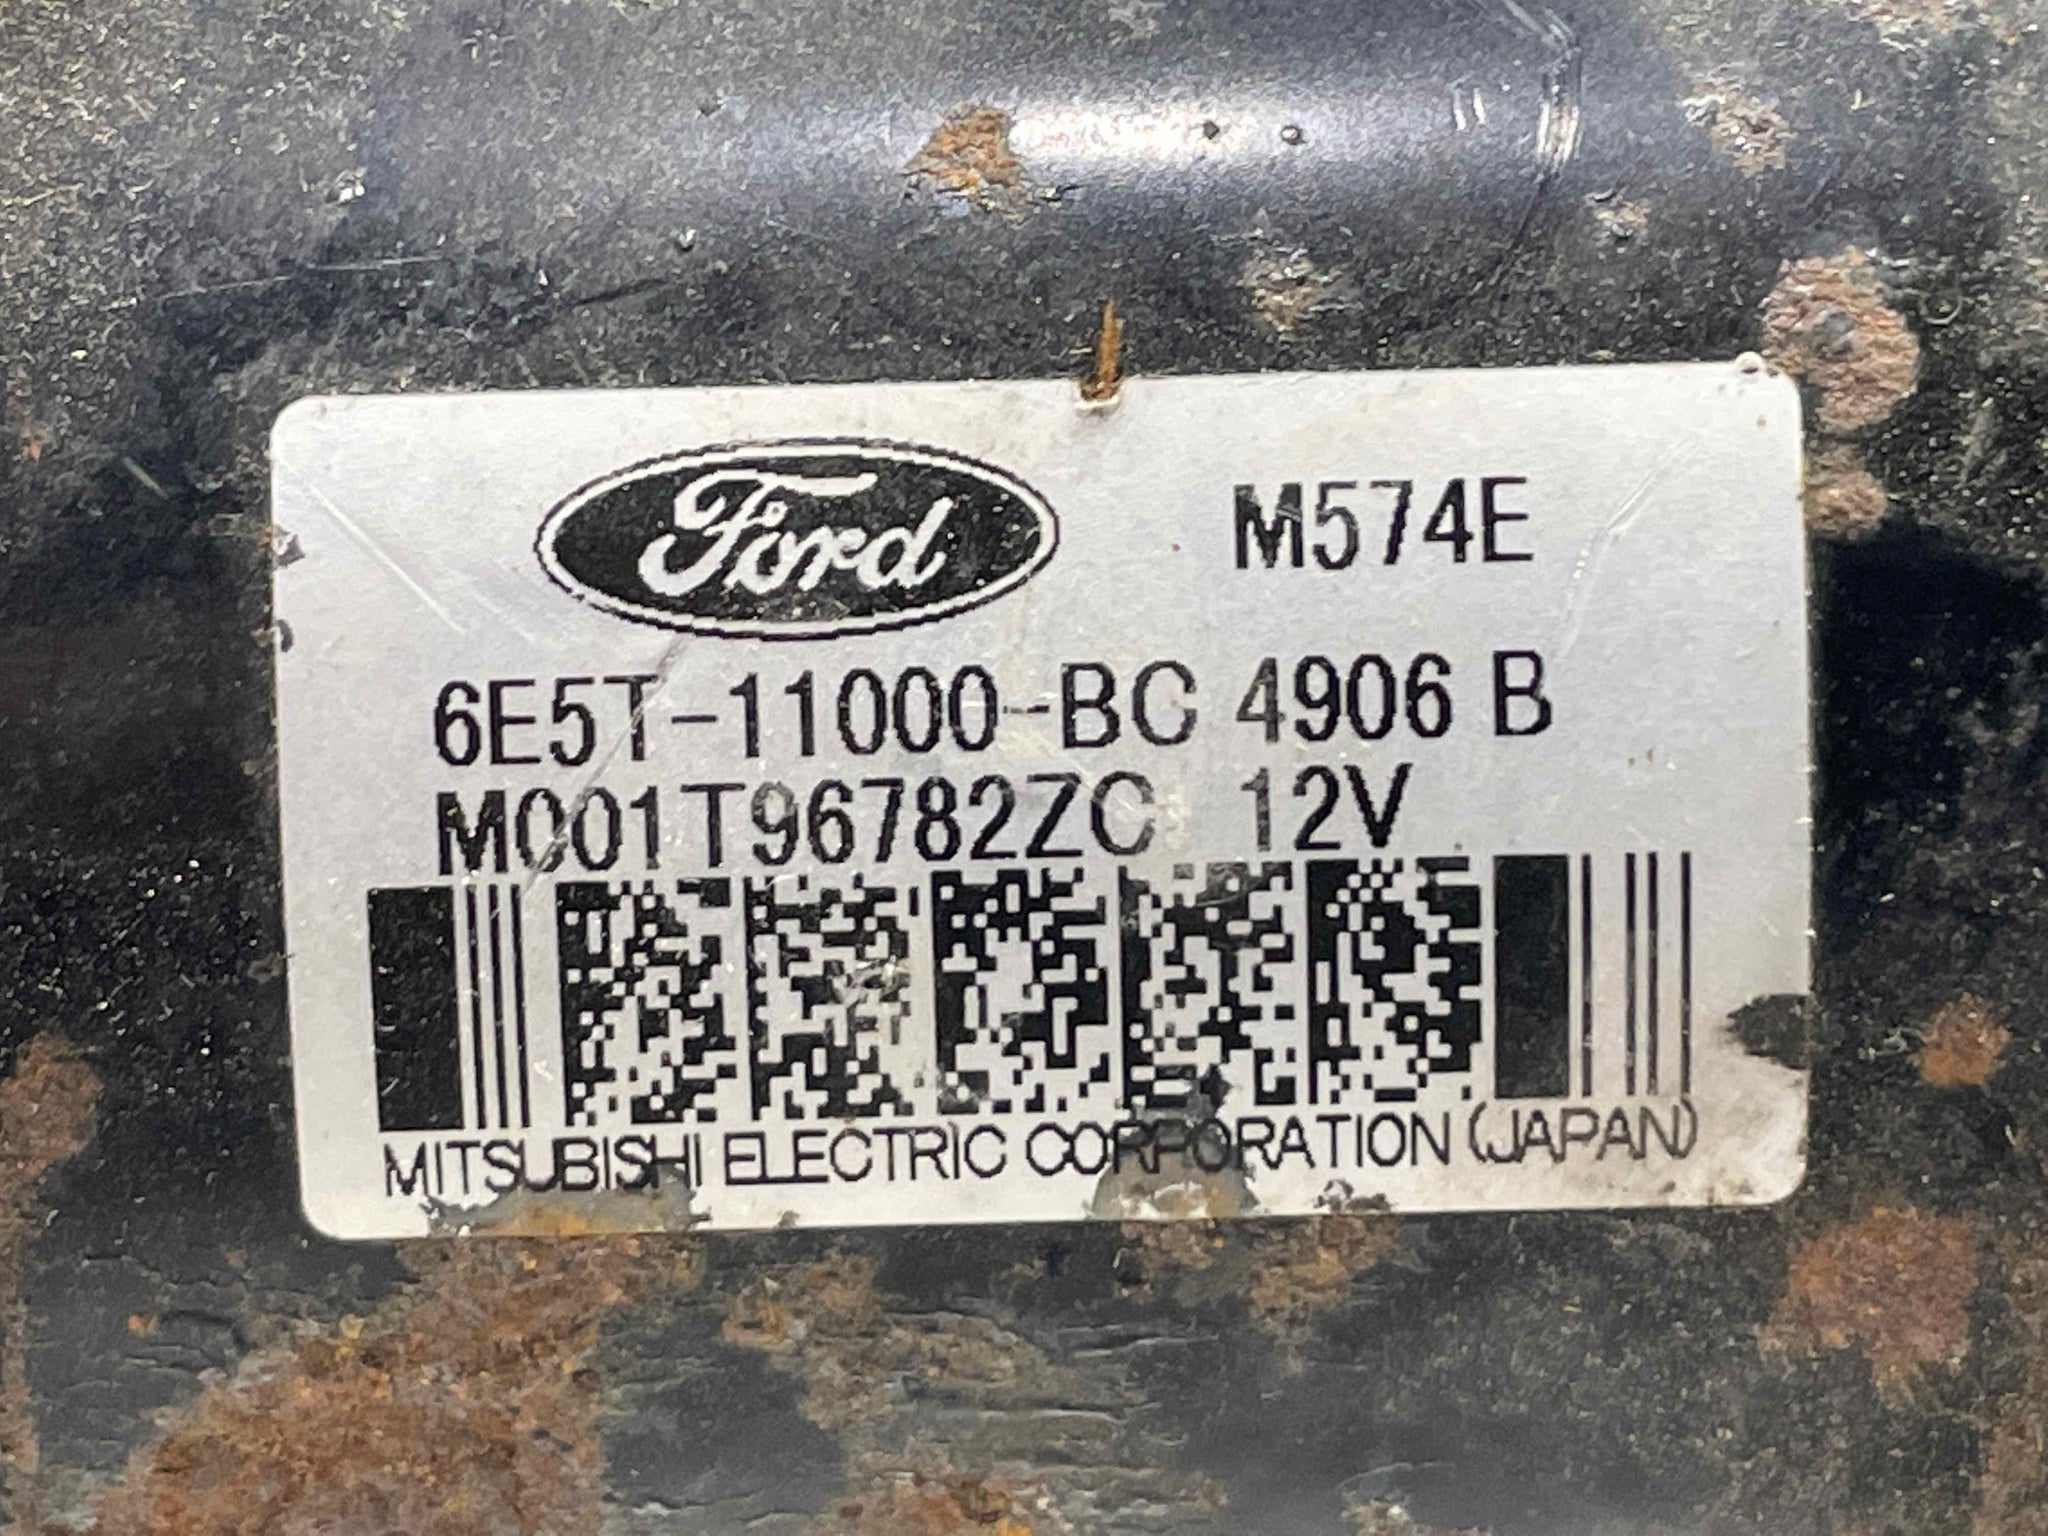 Ford M574E
6E5T-11000-BC 4906 B
M001T96782ZC 12V
MITSUBISHI ELECTRIC CORPORATION (JAPAN)